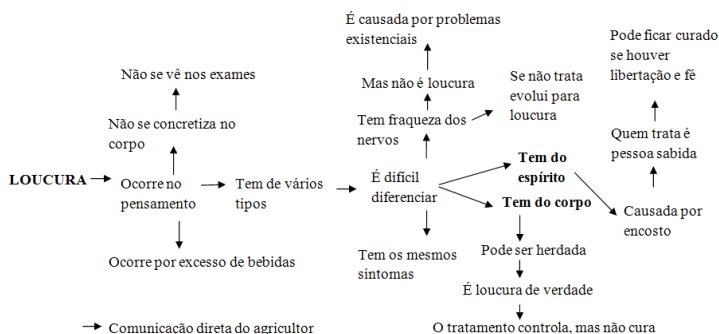 É causada por problemas
existenciais
Pode ficar curado
se houver
libertação e fé
Não se vê nos exames
Mas não é loucura
Se não trata
evolui para
loucura
Não se concretiza no
corpo
Tem fraqueza dos
nervos
Quem trata é
pessoa sabida
LOUCURA
Ocorre no
pensamento
Tem de vários
tipos
É difícil
diferenciar
Tem do
espírito
Tem do corpo
Causada por
encosto
Ocorre por excesso de bebidas
Tem os mesmos
sintomas
Pode ser herdada
É loucura de verdade
Comunicação direta do agricultor
O tratamento controla, mas não cura